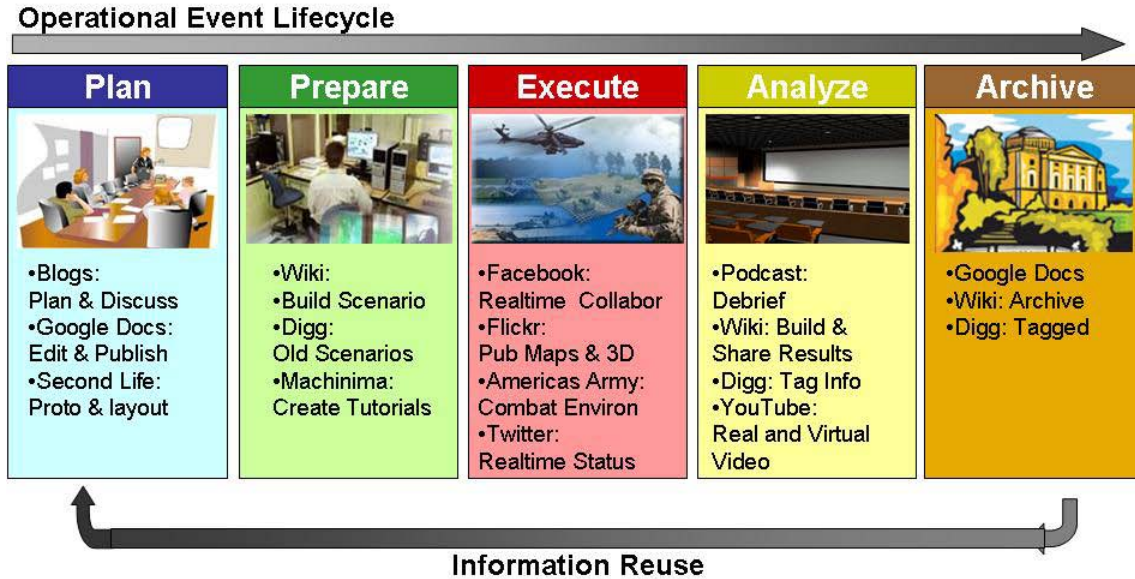 Operational Event Lifecycle
Plan
•Blogs:
Plan & Discuss
•Google Docs:
Edit & Publish
•Second Life:
Proto & layout
Prepare
•Wiki:
•Build Scenario
•Digg:
Old Scenarios
•Machinima:
Create Tutorials
Execute
•Facebook:
Realtime Collabor
•Flickr:
Pub Maps & 3D
•Americas Army:
Combat Environ
•Twitter:
Realtime Status
Analyze
•Podcast:
Debrief
•Wiki: Build &
Share Results
•Digg: Tag Info
•YouTube:
Real and Virtual
Video
Archive
•Google Docs
•Wiki: Archive
•Digg: Tagged
Information Reuse